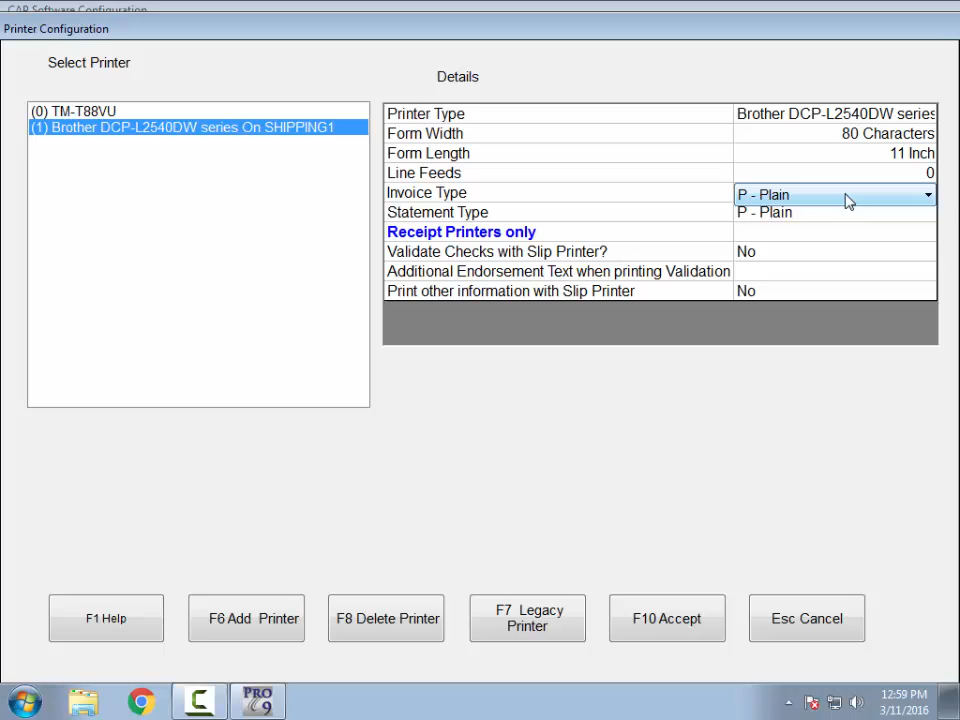 CAP Software Configuration
Printer Configuration
Select Printer
Details
(0) TM-T88VU
(1) Brother DCP-L2540DW series On SHIPPING1
Printer Type Brother DCP-L2540DW series
Form Width 80 Characters
Form Length 11 Inch
Line Feeds 0
Invoice Type P - Plain
Statement Type P - Plain
Receipt Printers only
Validate Checks with Slip Printer? No
Additional Endorsement Text when printing Validation
Print other information with Slip Printer No
F1 Help
F6 Add Printer
F8 Delete Printer
F7 Legacy
Printer
F10 Accept
Esc Cancel
PRO
9
12:59 PM
3/11/2016